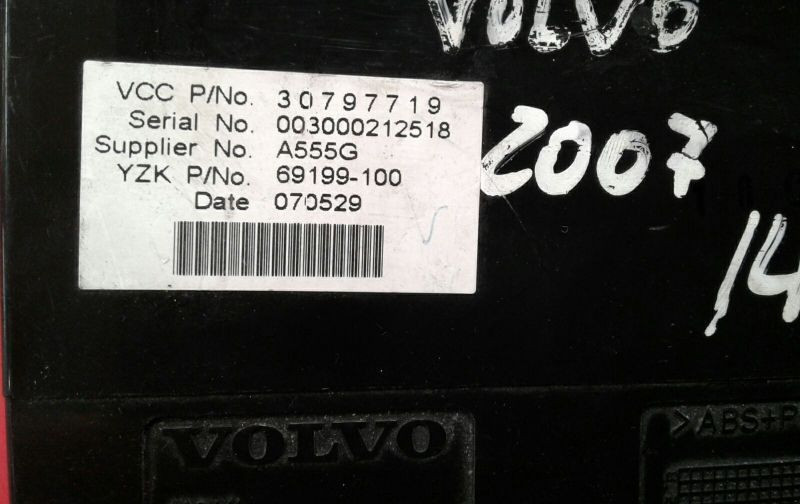 VOLVO
VCC P/No. 30797719
Serial No. 003000212518
Supplier No. A555G
YZK P/No. 69199-100
Date 070529
2007
14
VOLVO
>ABS+P